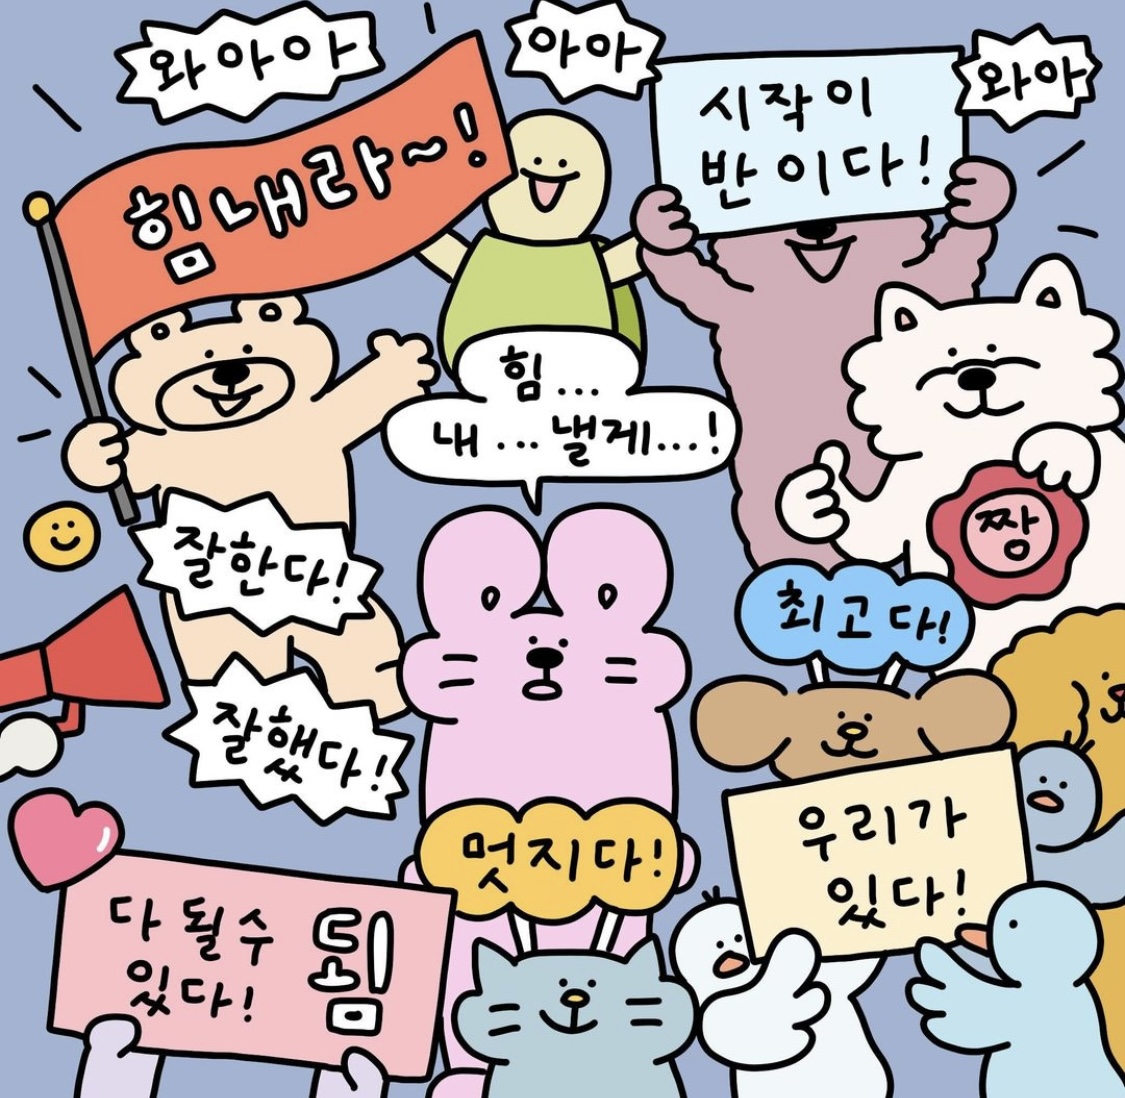 와아아
아아
와아
힘내라~!
시작이
반이다!
힘...
내...낼게...!
짱
잘한다!
최고다!
잘했다!
멋지다!
우리가
있다!
다 될 수
있다!
됨